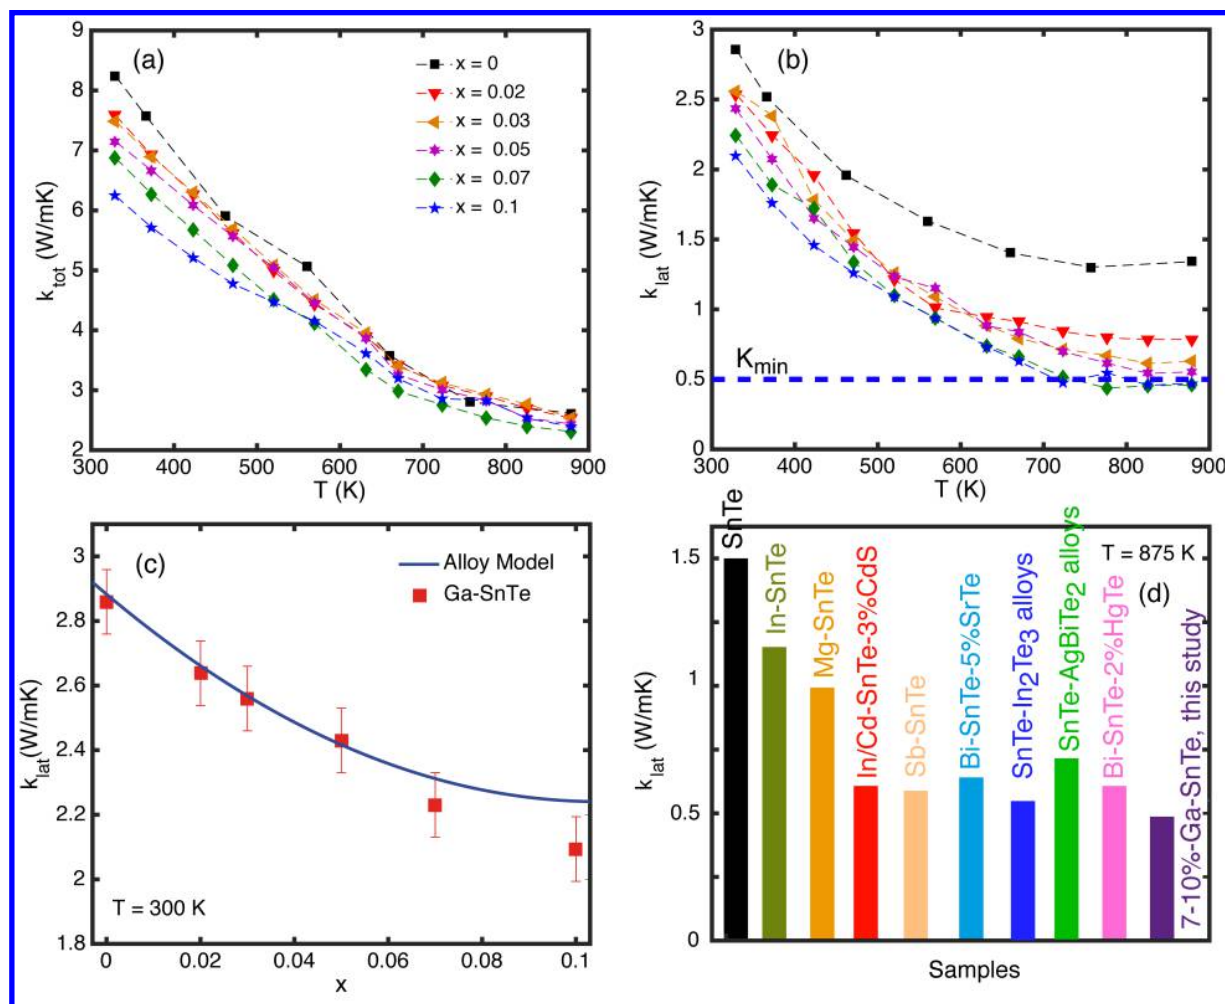 9
8
7
6
5
4
3
2
k_tot (W/mK)
(a)
x = 0
x = 0.02
x = 0.03
x = 0.05
x = 0.07
x = 0.1
300 400 500 600 700 800 900
T (K)
3
2.5
2
1.5
1
0.5
0
k_lat (W/mK)
(b)
K_min
300 400 500 600 700 800 900
T (K)
3
2.8
2.6
2.4
2.2
2
1.8
k_lat (W/mK)
(c)
Alloy Model
Ga-SnTe
T = 300 K
0 0.02 0.04 0.06 0.08 0.1
x
1.5
1
0.5
0
k_lat (W/mK)
SnTe
In-SnTe
Mg-SnTe
In/Cd-SnTe-3%CdS
Sb-SnTe
Bi-SnTe-5%SrTe
SnTe-In₂Te₃ alloys
SnTe-AgBiTe₂ alloys
Bi-SnTe-2%HgTe
7-10%-Ga-SnTe, this study
T = 875 K
(d)
Samples